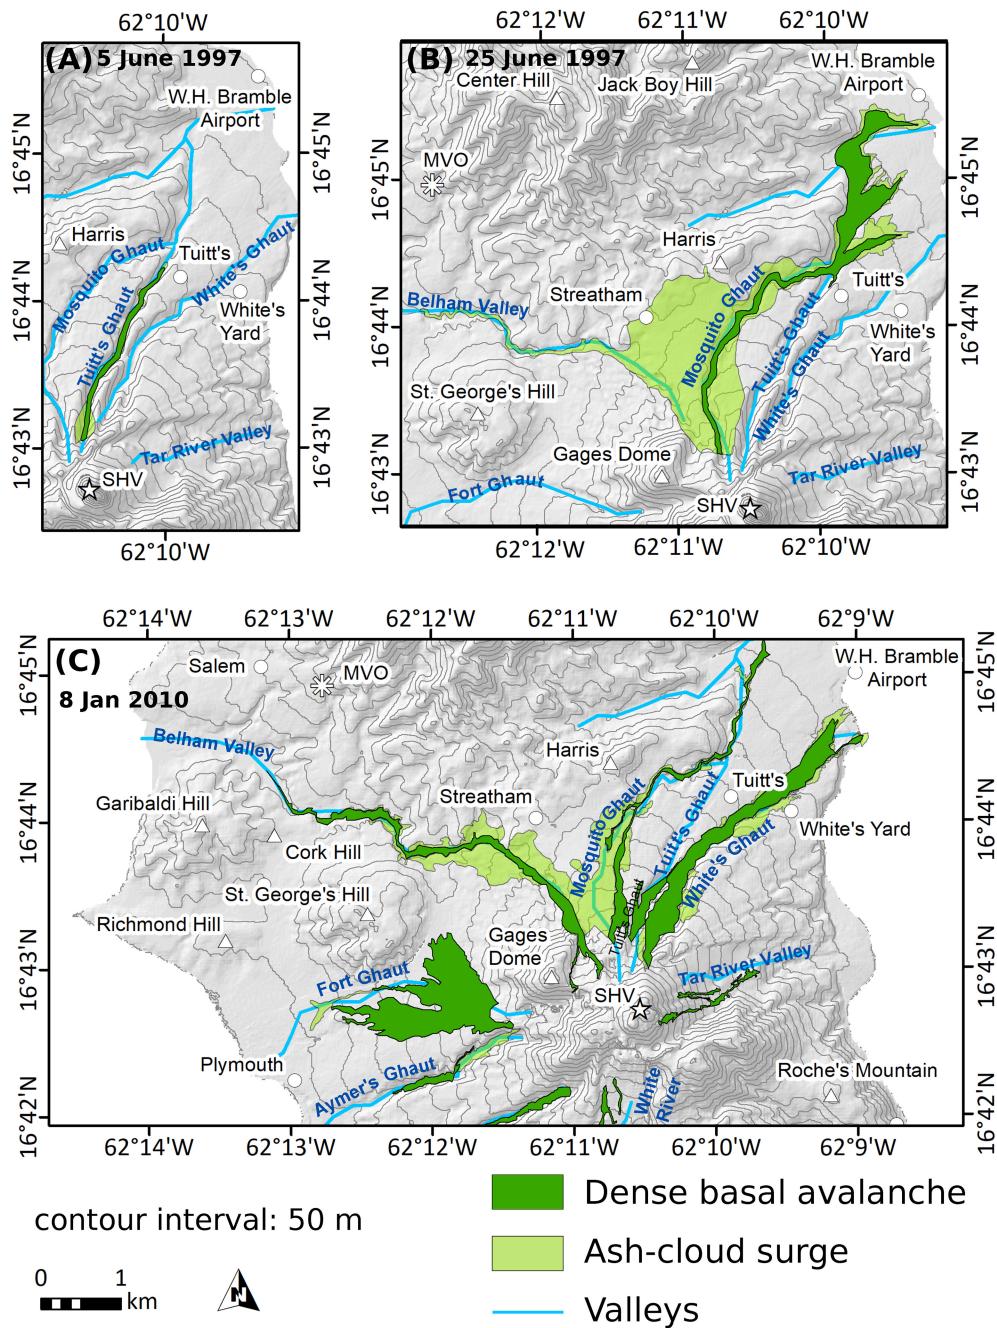 62°10'W
(A) 5 June 1997
W.H. Bramble
Airport
16°45'N
16°45'N
Harris
Mosquito Ghaut
Tuitt's
White's Ghaut
16°44'N
16°44'N
Tuitt's Ghaut
White's
Yard
16°43'N
16°43'N
Tar River Valley
SHV
62°10'W
62°12'W
62°11'W
62°10'W
(B) 25 June 1997
Center Hill
Jack Boy Hill
W.H. Bramble
Airport
MVO
16°45'N
16°45'N
Harris
Streatham
Belham Valley
Mosquito Ghaut
Tuitt's
16°44'N
16°44'N
Tuitt's Ghaut
White's
Yard
St. George's Hill
White's Ghaut
Gages Dome
16°43'N
16°43'N
Fort Ghaut
Tar River Valley
SHV
62°12'W
62°11'W
62°10'W
62°14'W
62°13'W
62°12'W
62°11'W
62°10'W
62°9'W
(C)
8 Jan 2010
Salem
MVO
W.H. Bramble
Airport
16°45'N
16°45'N
Belham Valley
Harris
Tuitt's
Garibaldi Hill
Streatham
Mosquito Ghaut
Tuitt's Ghaut
16°44'N
16°44'N
White's Yard
Cork Hill
White's Ghaut
St. George's Hill
Tuitt's Ghaut
Richmond Hill
Gages
Dome
16°43'N
16°43'N
Fort Ghaut
Tar River Valley
SHV
Plymouth
Aymer's Ghaut
White
River
Roche's Mountain
16°42'N
16°42'N
62°14'W
62°13'W
62°12'W
62°11'W
62°10'W
62°9'W
contour interval: 50 m
0 1
km
N
Dense basal avalanche
Ash-cloud surge
Valleys